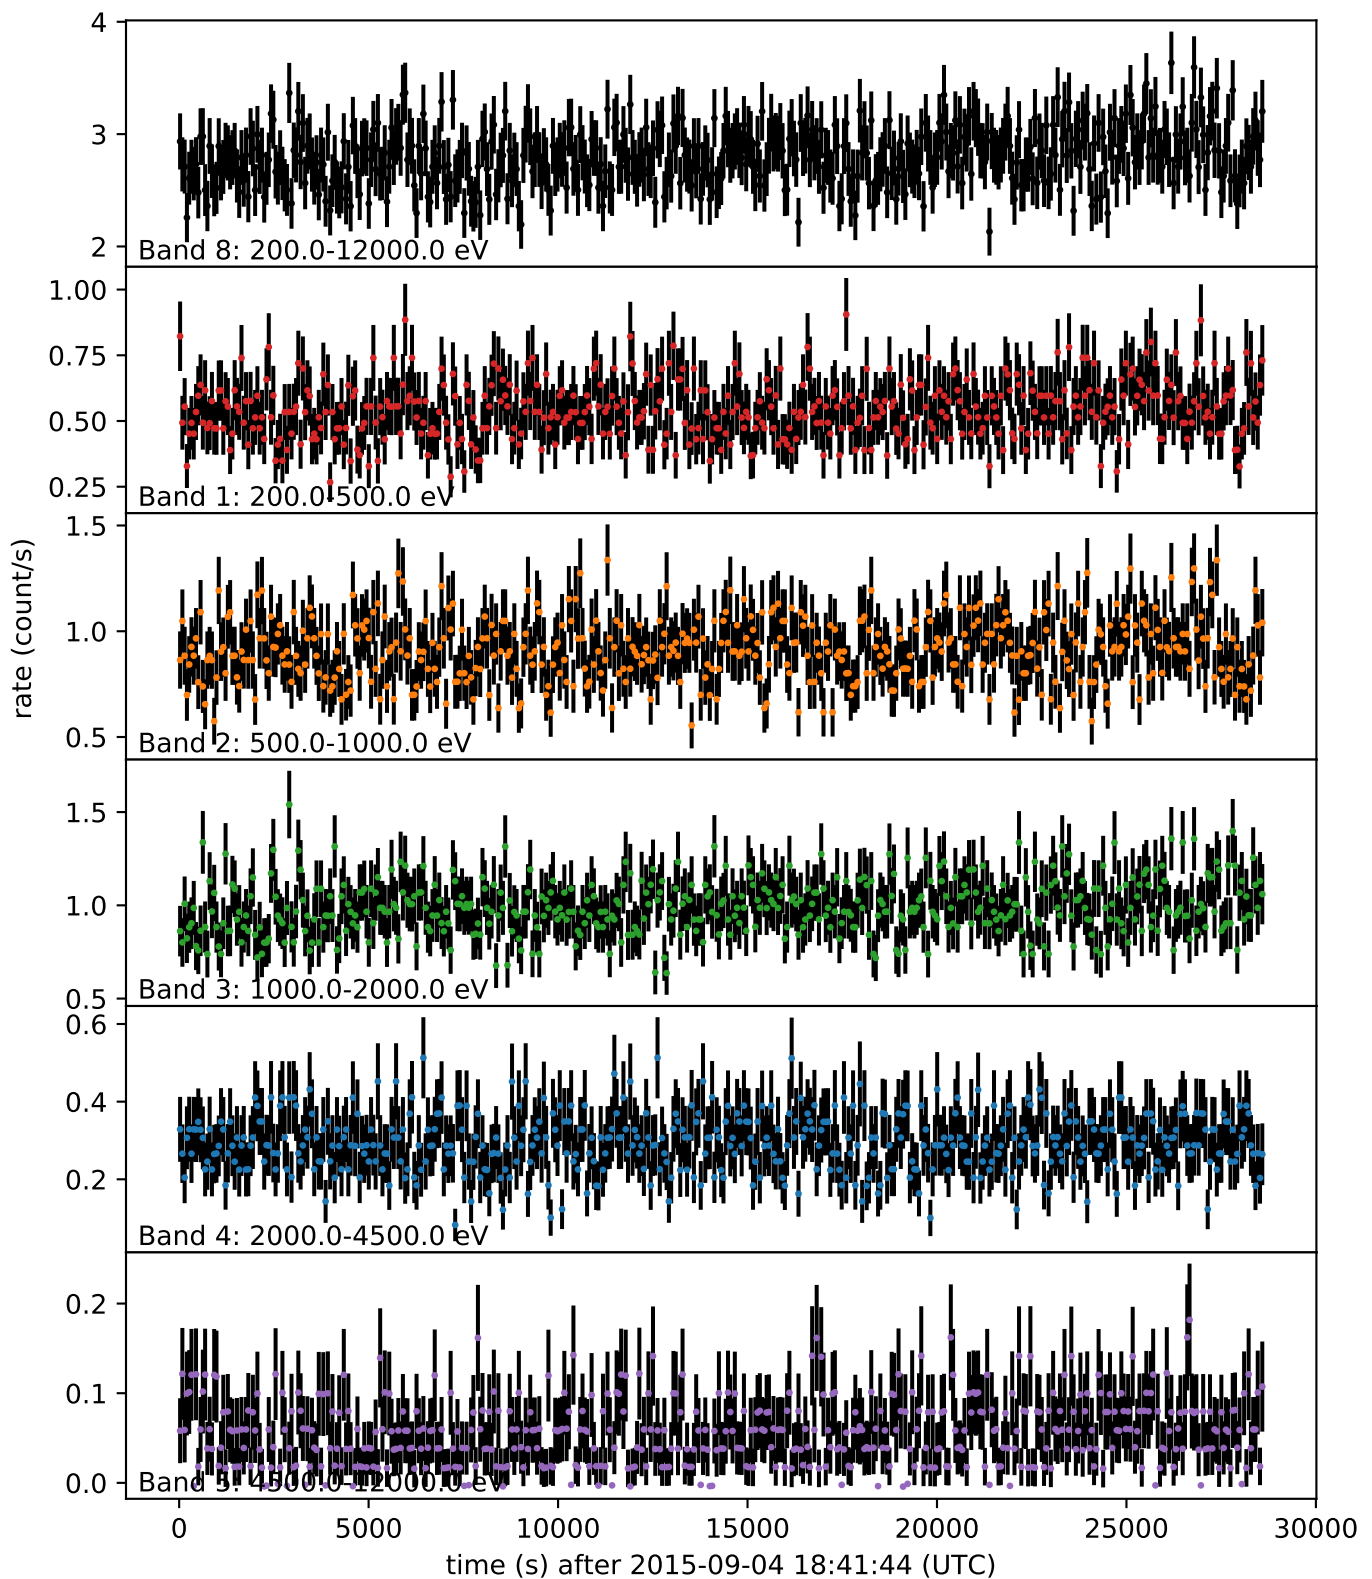 4
3
2
Band 8: 200.0-12000.0 eV
1.00
0.75
0.50
0.25
Band 1: 200.0-500.0 eV
rate (count/s)
1.5
1.0
0.5
Band 2: 500.0-1000.0 eV
1.5
1.0
0.5
Band 3: 1000.0-2000.0 eV
0.6
0.4
0.2
Band 4: 2000.0-4500.0 eV
0.2
0.1
0.0
Band 5: 4500.0-12000.0 eV
0 5000 10000 15000 20000 25000 30000
time (s) after 2015-09-04 18:41:44 (UTC)